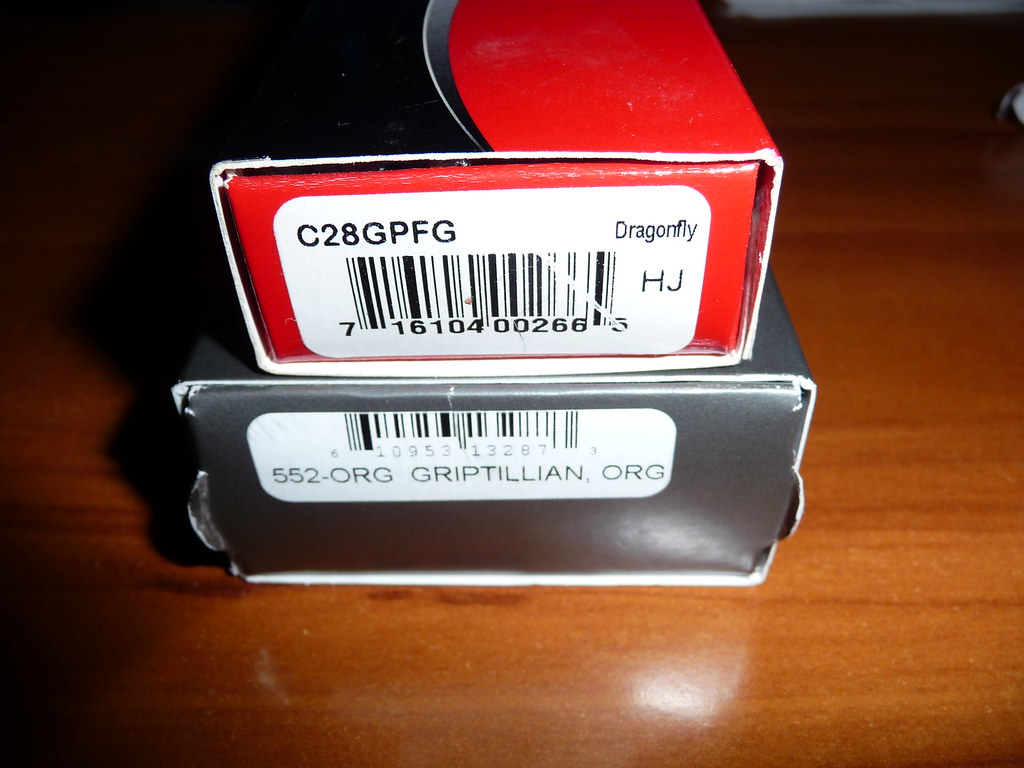 C28GPFG Dragonfly
HJ
7 16104 00266 5
6 10953 13287 3
552-ORG GRIPTILLIAN, ORG